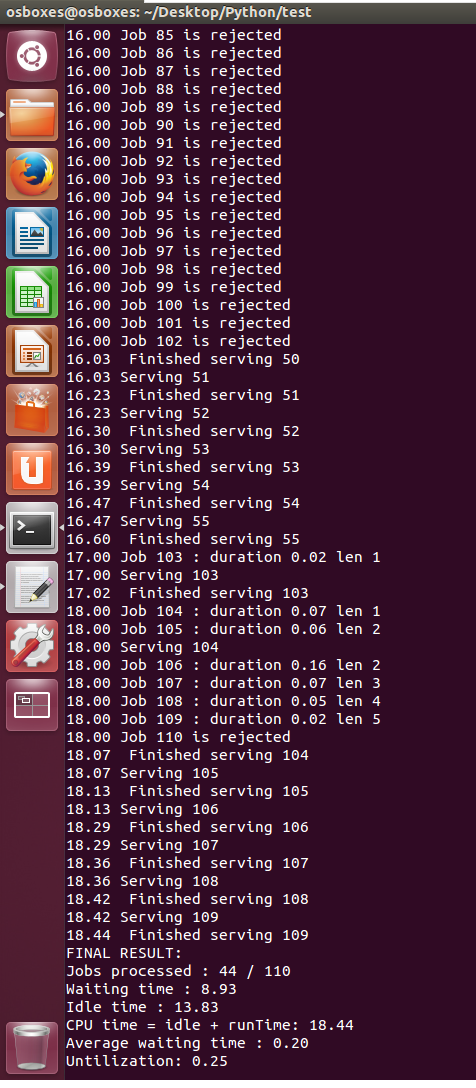 osboxes@osboxes: ~/Desktop/Python/test
16.00 Job 85 is rejected
16.00 Job 86 is rejected
16.00 Job 87 is rejected
16.00 Job 88 is rejected
16.00 Job 89 is rejected
16.00 Job 90 is rejected
16.00 Job 91 is rejected
16.00 Job 92 is rejected
16.00 Job 93 is rejected
16.00 Job 94 is rejected
16.00 Job 95 is rejected
16.00 Job 96 is rejected
16.00 Job 97 is rejected
16.00 Job 98 is rejected
16.00 Job 99 is rejected
16.00 Job 100 is rejected
16.00 Job 101 is rejected
16.00 Job 102 is rejected
16.03  Finished serving 50
16.03 Serving 51
16.23  Finished serving 51
16.23 Serving 52
16.30  Finished serving 52
16.30 Serving 53
16.39  Finished serving 53
16.39 Serving 54
16.47  Finished serving 54
16.47 Serving 55
16.60  Finished serving 55
17.00 Job 103 : duration 0.02 len 1
17.00 Serving 103
17.02  Finished serving 103
18.00 Job 104 : duration 0.07 len 1
18.00 Job 105 : duration 0.06 len 2
18.00 Serving 104
18.00 Job 106 : duration 0.16 len 2
18.00 Job 107 : duration 0.07 len 3
18.00 Job 108 : duration 0.05 len 4
18.00 Job 109 : duration 0.02 len 5
18.00 Job 110 is rejected
18.07  Finished serving 104
18.07 Serving 105
18.13  Finished serving 105
18.13 Serving 106
18.29  Finished serving 106
18.29 Serving 107
18.36  Finished serving 107
18.36 Serving 108
18.42  Finished serving 108
18.42 Serving 109
18.44  Finished serving 109
FINAL RESULT:
Jobs processed : 44 / 110
Waiting time : 8.93
Idle time : 13.83
CPU time = idle + runTime: 18.44
Average waiting time : 0.20
Untilization: 0.25